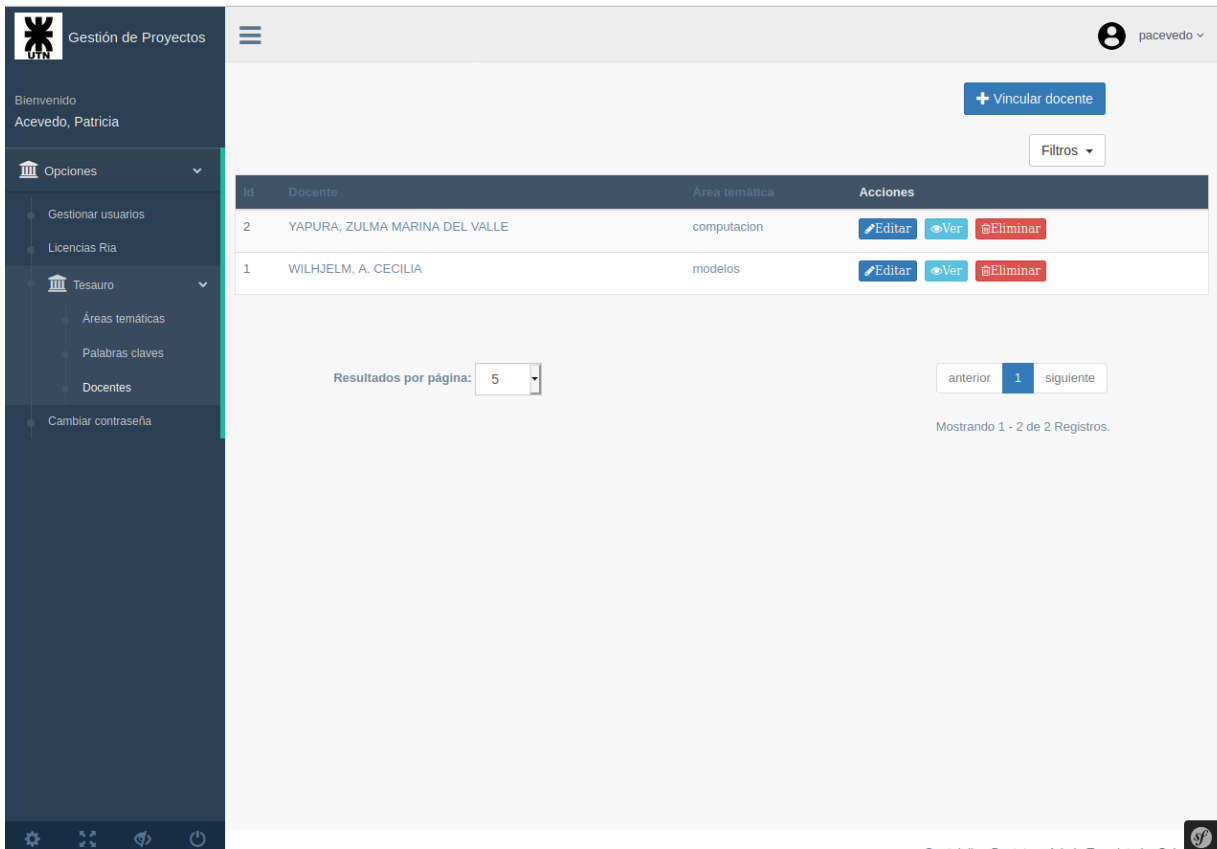 UTN
Gestión de Proyectos
pacevedo
Bienvenido
Acevedo, Patricia
Vincular docente
Filtros
Opciones
Gestionar usuarios
Licencias Ria
Tesauro
Áreas temáticas
Palabras claves
Docentes
Cambiar contraseña
Id Docente Área temática Acciones
2 YAPURA, ZULMA MARINA DEL VALLE computacion Editar Ver Eliminar
1 WILHJELM, A. CECILIA modelos Editar Ver Eliminar
Resultados por página: 5
anterior 1 siguiente
Mostrando 1 - 2 de 2 Registros.
sf